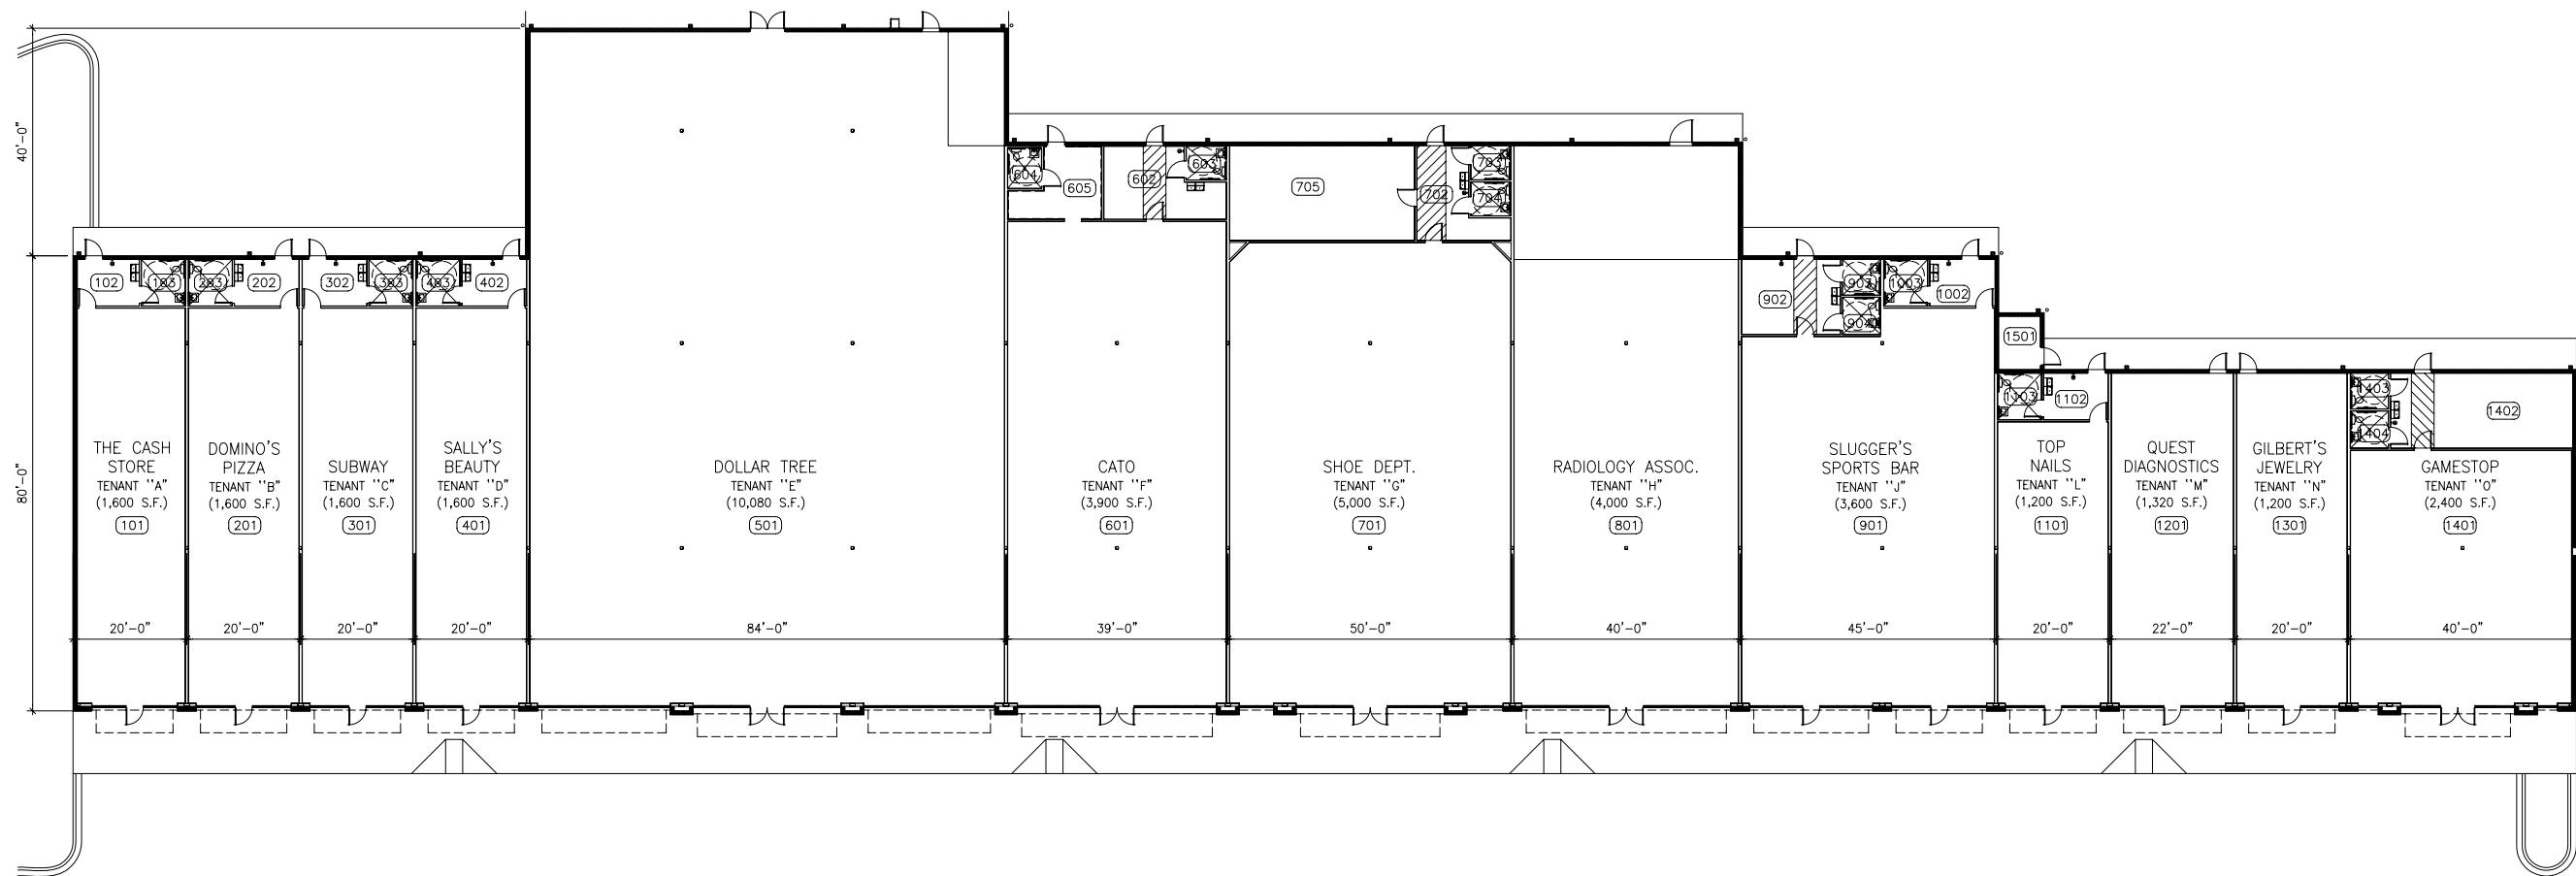 40'-0"
80'-0"
102
103
203
202
302
303
403
402
604
605
602
603
705
702
703
704
902
903
904
1003
1002
1501
1103
1102
1403
1404
1402
THE CASH
STORE
TENANT "A"
(1,600 S.F.)
101
DOMINO'S
PIZZA
TENANT "B"
(1,600 S.F.)
201
SUBWAY
TENANT "C"
(1,600 S.F.)
301
SALLY'S
BEAUTY
TENANT "D"
(1,600 S.F.)
401
DOLLAR TREE
TENANT "E"
(10,080 S.F.)
501
CATO
TENANT "F"
(3,900 S.F.)
601
SHOE DEPT.
TENANT "G"
(5,000 S.F.)
701
RADIOLOGY ASSOC.
TENANT "H"
(4,000 S.F.)
801
SLUGGER'S
SPORTS BAR
TENANT "J"
(3,600 S.F.)
901
TOP
NAILS
TENANT "L"
(1,200 S.F.)
1101
QUEST
DIAGNOSTICS
TENANT "M"
(1,320 S.F.)
1201
GILBERT'S
JEWELRY
TENANT "N"
(1,200 S.F.)
1301
GAMESTOP
TENANT "O"
(2,400 S.F.)
1401
20'-0"
20'-0"
20'-0"
20'-0"
84'-0"
39'-0"
50'-0"
40'-0"
45'-0"
20'-0"
22'-0"
20'-0"
40'-0"